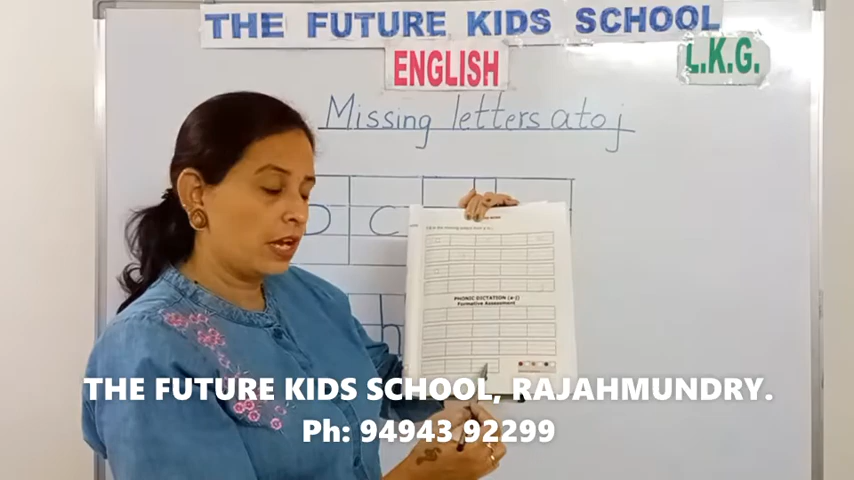 THE FUTURE KIDS SCHOOL
ENGLISH
L.K.G.
Missing letters a to j
c
h
PHONIC DICTATION (a-j)
Formative Assessment
THE FUTURE KIDS SCHOOL, RAJAHMUNDRY.
Ph: 94943 92299